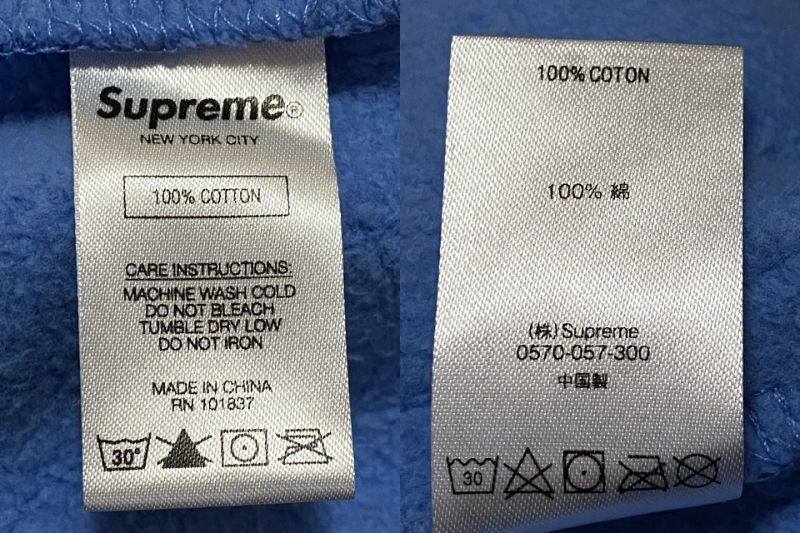 Supreme®
NEW YORK CITY
100% COTTON
CARE INSTRUCTIONS:
MACHINE WASH COLD
DO NOT BLEACH
TUMBLE DRY LOW
DO NOT IRON
MADE IN CHINA
RN 101837
30°
100% COTON
100% 綿
(株) Supreme
0570-057-300
中国製
30